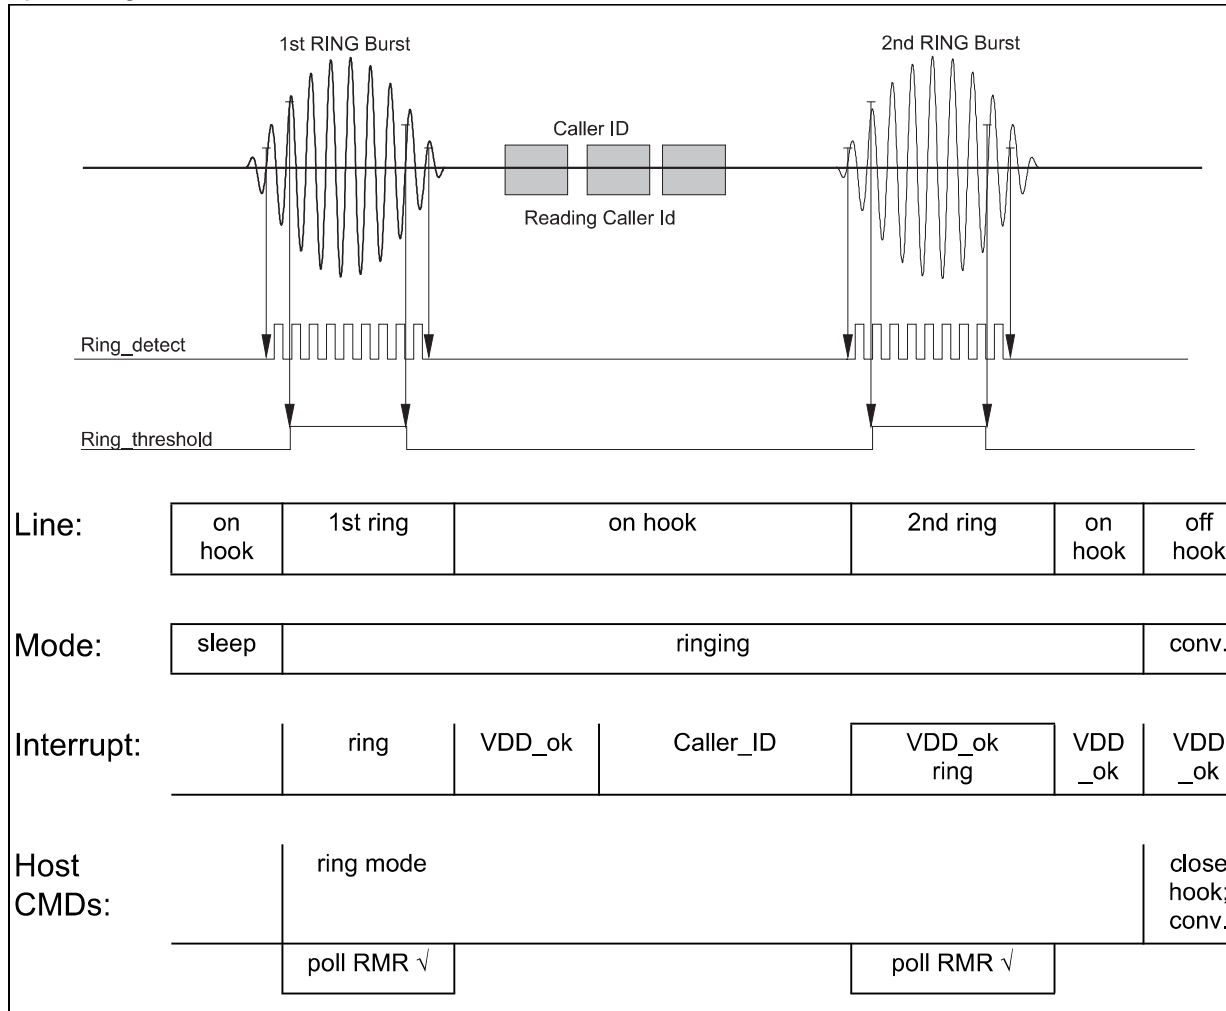 1st RING Burst
2nd RING Burst
Caller ID
Reading Caller Id
Ring_detect
Ring_threshold
Line:
on
hook
1st ring
on hook
2nd ring
on
hook
off
hook
Mode:
sleep
ringing
conv.
Interrupt:
ring
VDD_ok
Caller_ID
VDD_ok
ring
VDD
_ok
VDD
_ok
Host
CMDs:
ring mode
close
hook;
conv.
poll RMR √
poll RMR √